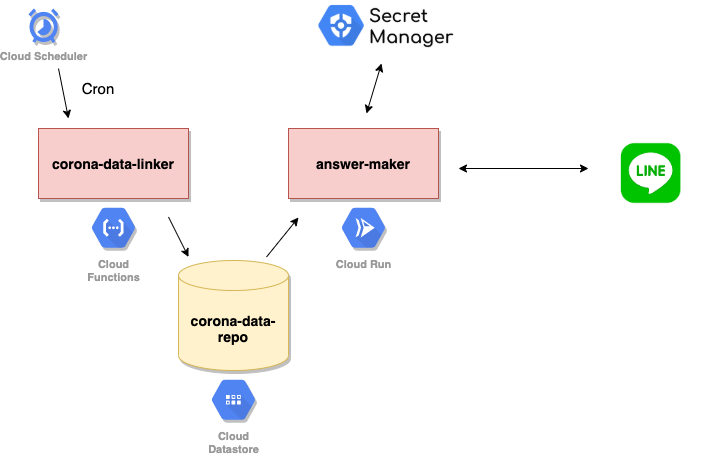 Secret
Manager
Cloud Scheduler
Cron
corona-data-linker
answer-maker
LINE
Cloud
Functions
Cloud Run
corona-data-
repo
Cloud
Datastore